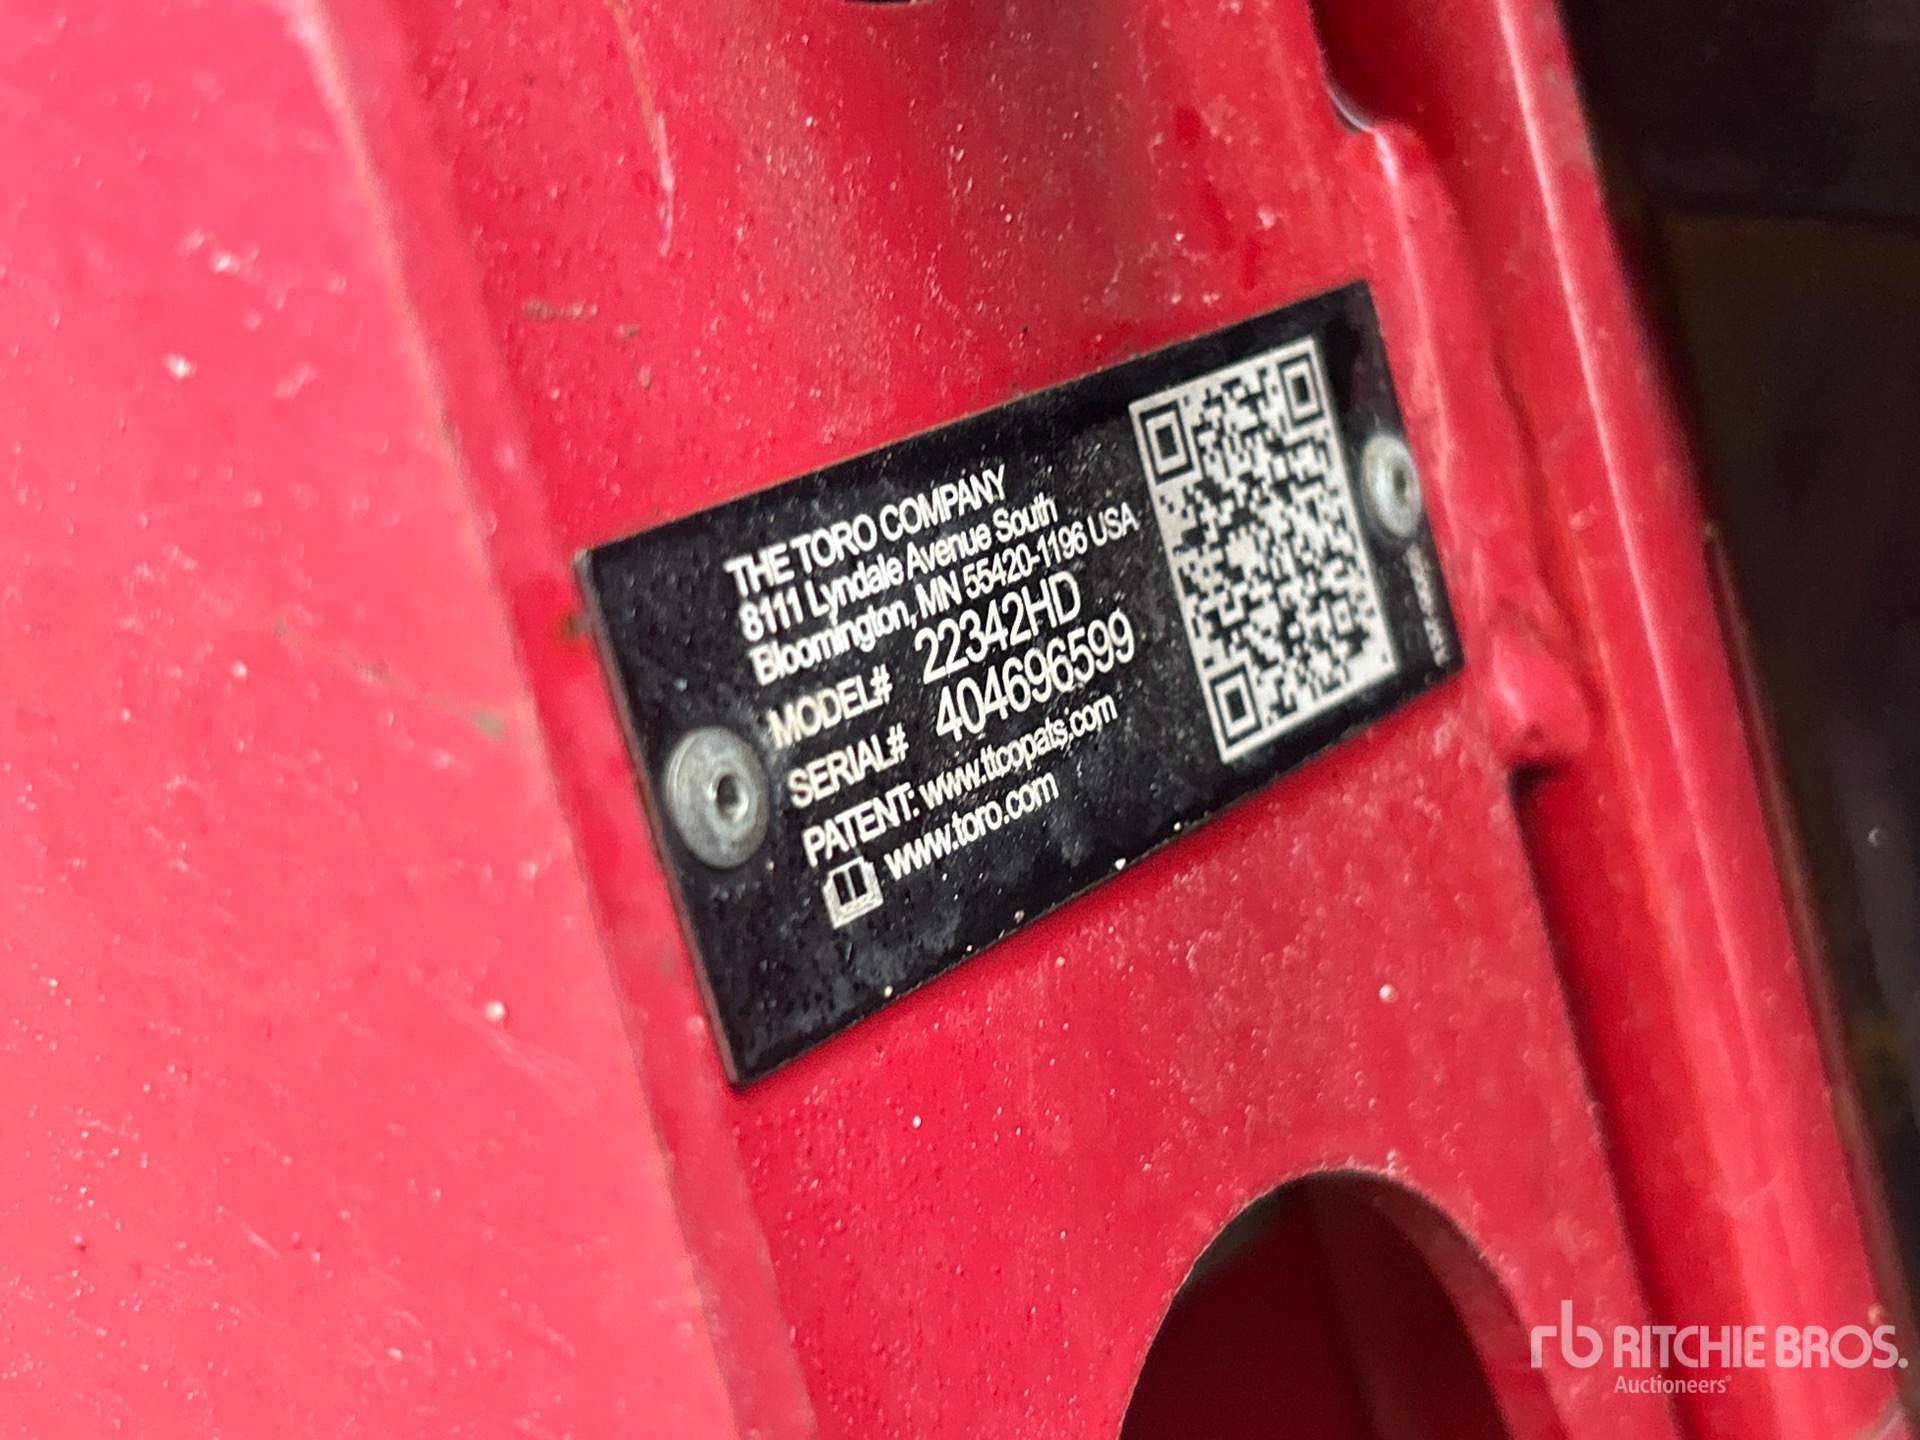 THE TORO COMPANY
8111 Lyndale Avenue South
Bloomington, MN 55420-1196 USA
MODEL# 22342HD
SERIAL# 404696599
PATENT: www.ttcopats.com
www.toro.com
rb RITCHIE BROS.
Auctioneers